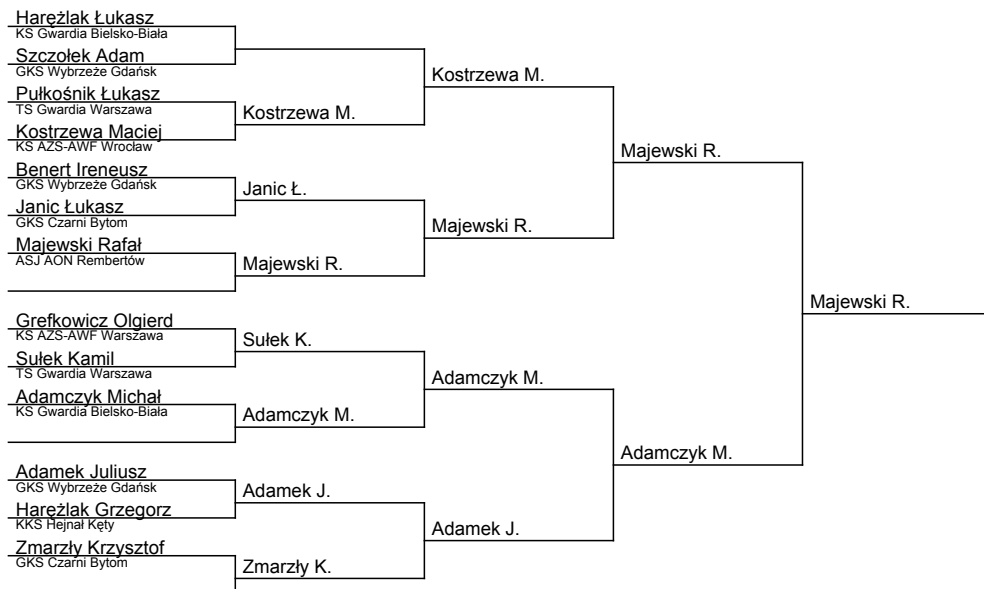 Harężlak Łukasz
KS Gwardia Bielsko-Biała
Szczołek Adam
GKS Wybrzeże Gdańsk
Pułkośnik Łukasz
TS Gwardia Warszawa
Kostrzewa Maciej
KS AZS-AWF Wrocław
Benert Ireneusz
GKS Wybrzeże Gdańsk
Janic Łukasz
GKS Czarni Bytom
Majewski Rafał
ASJ AON Rembertów
Grefkowicz Olgierd
KS AZS-AWF Warszawa
Sułek Kamil
TS Gwardia Warszawa
Adamczyk Michał
KS Gwardia Bielsko-Biała
Adamek Juliusz
GKS Wybrzeże Gdańsk
Harężlak Grzegorz
KKS Hejnał Kęty
Zmarzły Krzysztof
GKS Czarni Bytom
Kostrzewa M.
Janic Ł.
Majewski R.
Sułek K.
Adamczyk M.
Adamek J.
Zmarzły K.
Kostrzewa M.
Majewski R.
Adamczyk M.
Adamek J.
Majewski R.
Adamczyk M.
Majewski R.